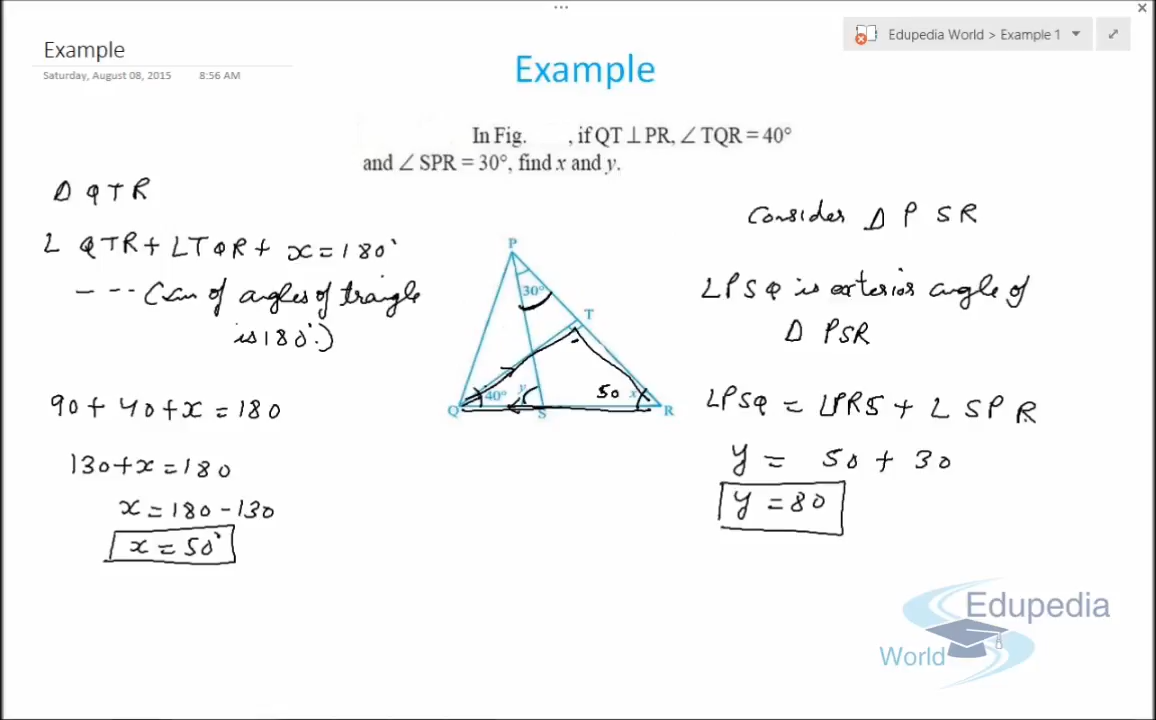 Example
Saturday, August 08, 2015 8:56 AM
Edupedia World > Example 1
Example
In Fig. , if QT ⊥ PR, ∠ TQR = 40°
and ∠ SPR = 30°, find x and y.
Δ QTR
∠ QTR + ∠TQR + x = 180°
- - - (Sum of angles of triangle
is 180°.)
90 + 40 + x = 180
130 + x = 180
x = 180 - 130
x = 50°
P
30°
T
40°
y
50
x
Q
S
R
Consider Δ P S R
∠PSQ is exterior angle of
Δ PSR
∠PSQ = ∠PRS + ∠ SPR
y = 50 + 30
y = 80
Edupedia
World